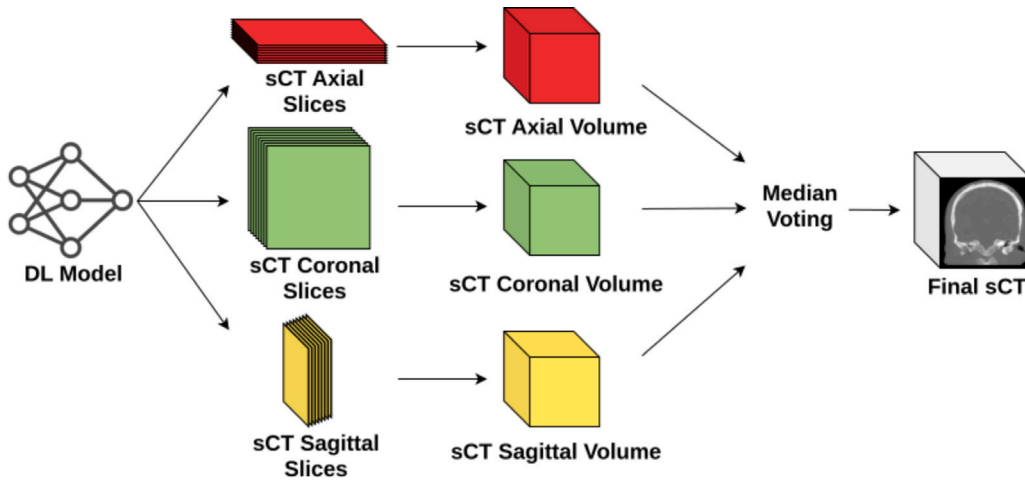 sCT Axial
Slices
sCT Axial Volume
DL Model
sCT Coronal
Slices
sCT Coronal Volume
Median
Voting
Final sCT
sCT Sagittal
Slices
sCT Sagittal Volume